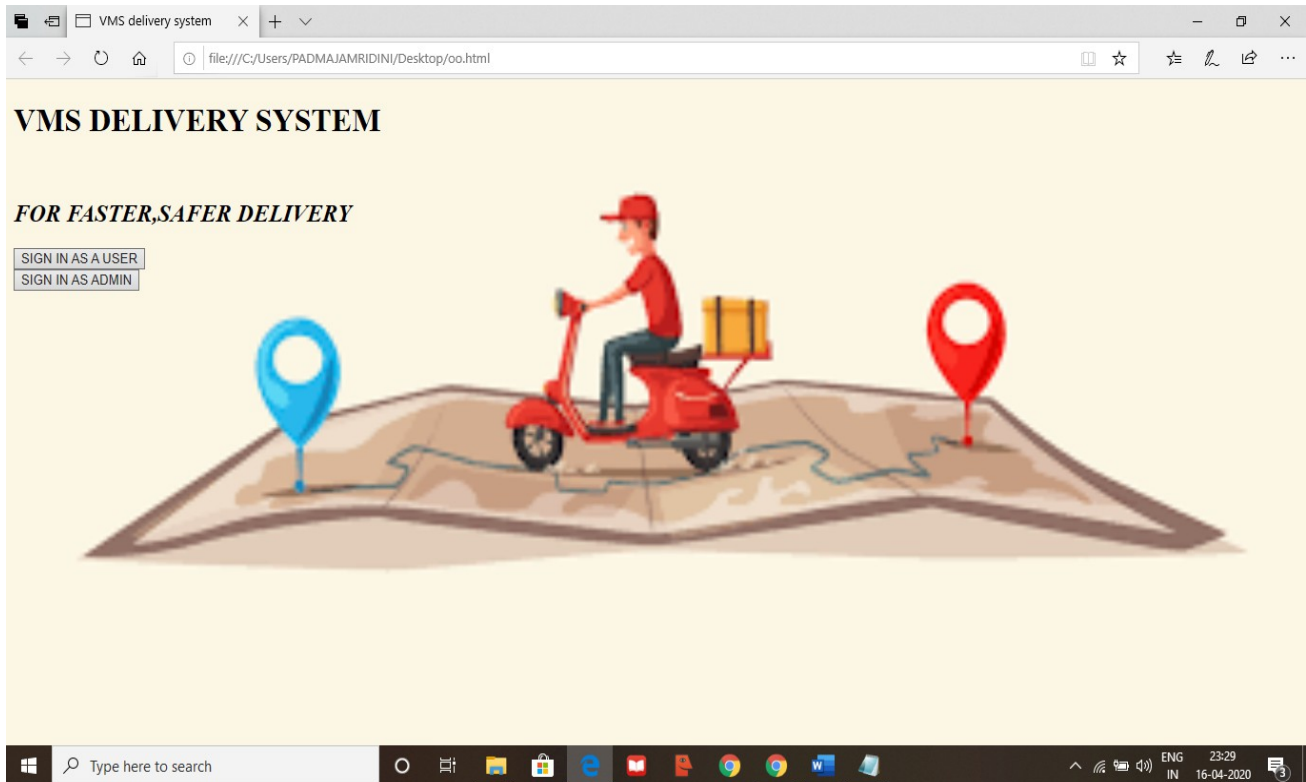 VMS delivery system
file:///C:/Users/PADMAJAMRIDINI/Desktop/oo.html
VMS DELIVERY SYSTEM
FOR FASTER,SAFER DELIVERY
SIGN IN AS A USER
SIGN IN AS ADMIN
Type here to search
ENG
IN
23:29
16-04-2020
3